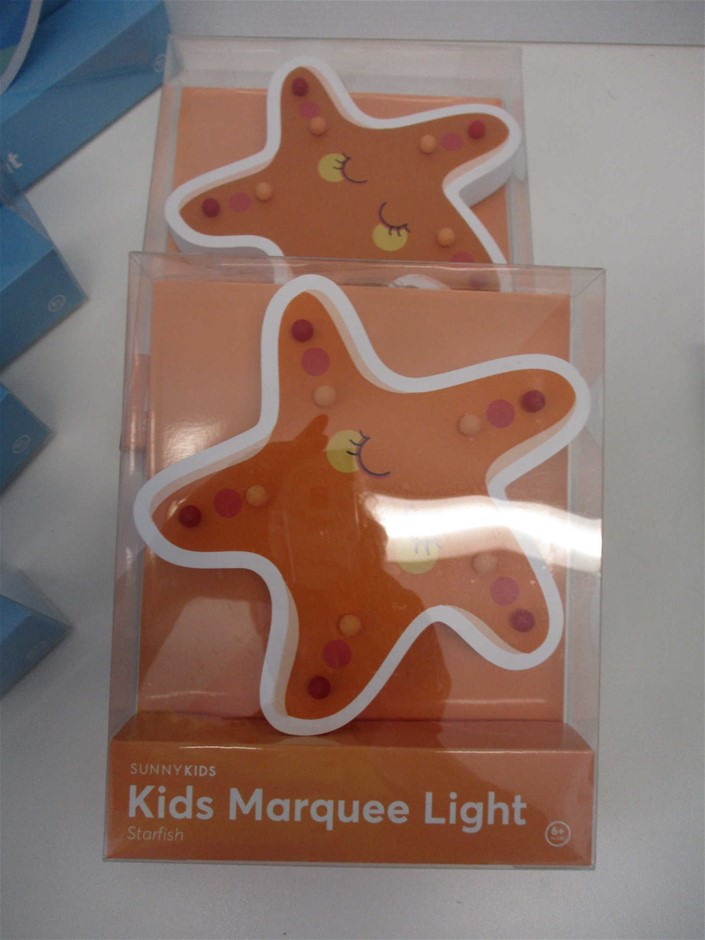 SUNNYKIDS
Kids Marquee Light
Starfish
6+